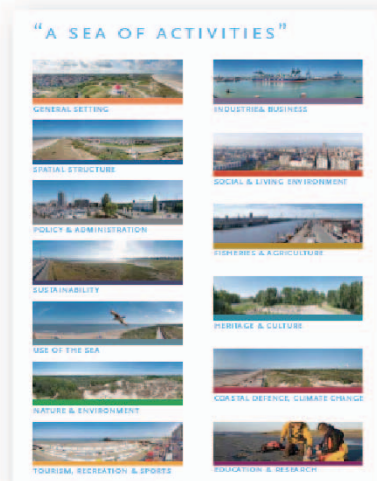 “A SEA OF ACTIVITIES”
GENERAL SETTING
SPATIAL STRUCTURE
POLICY & ADMINISTRATION
SUSTAINABILITY
USE OF THE SEA
NATURE & ENVIRONMENT
TOURISM, RECREATION & SPORTS
INDUSTRIE& BUSINESS
SOCIAL & LIVING ENVIRONMENT
FISHERIES & AGRICULTURE
HERITAGE & CULTURE
COASTAL DEFENCE, CLIMATE CHANGE
EDUCATION & RESEARCH